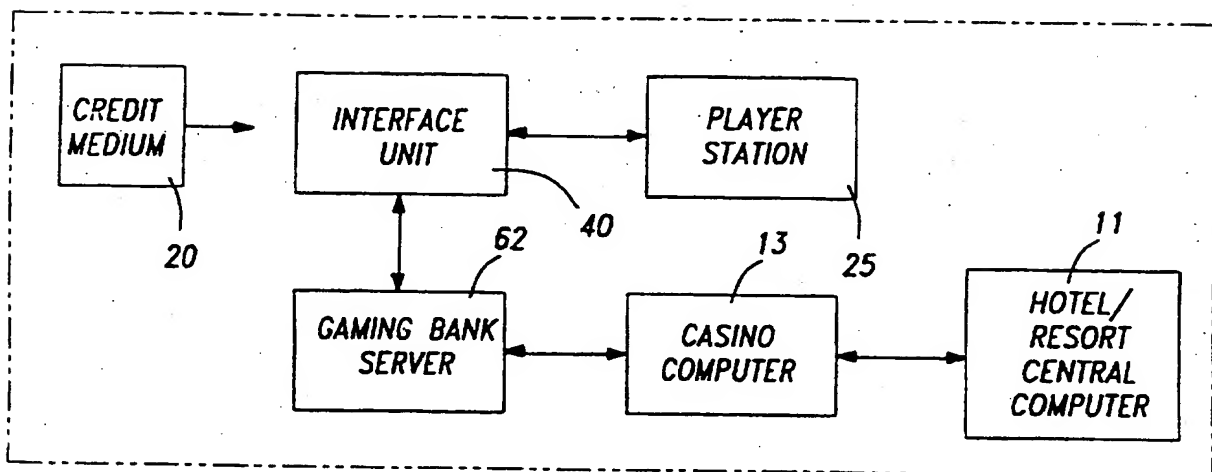 CREDIT
MEDIUM
20
INTERFACE
UNIT
40
PLAYER
STATION
25
62
GAMING BANK
SERVER
13
CASINO
COMPUTER
11
HOTEL/
RESORT
CENTRAL
COMPUTER